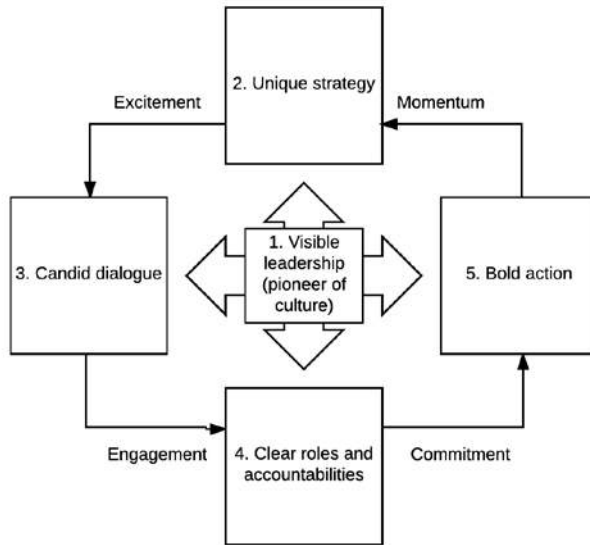 2. Unique strategy
Excitement
Momentum
1. Visible
leadership
(pioneer of
culture)
3. Candid dialogue
5. Bold action
Engagement
4. Clear roles and
accountabilities
Commitment